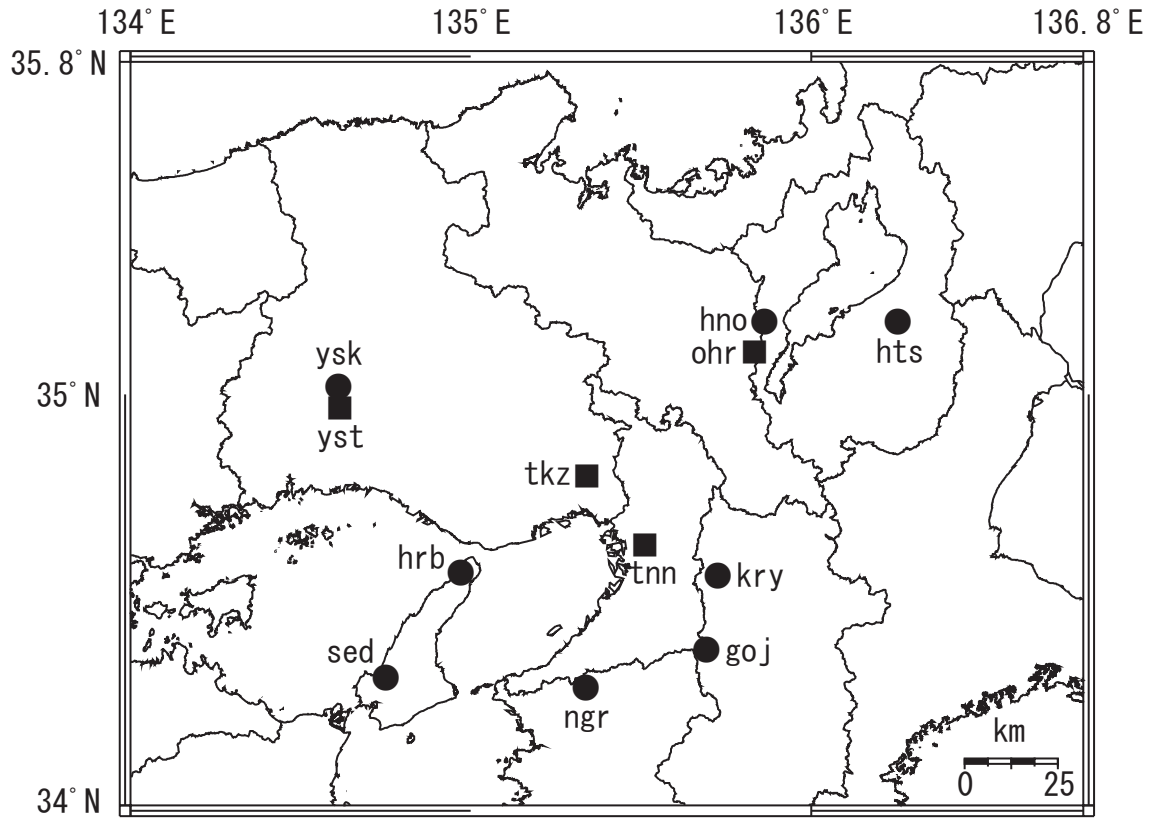 134°E 135°E 136°E 136.8°E
35.8°N
hno
ohr
hts
ysk
35°N
yst
tkz
hrb
tnn
kry
sed
goj
ngr
km
0 25
34°N